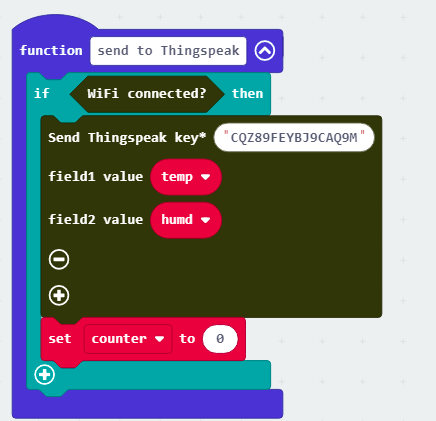 function send to Thingspeak
if WiFi connected? then
Send Thingspeak key* "CQZ89FEYBJ9CAQ9M"
field1 value temp
field2 value humd
set counter to 0